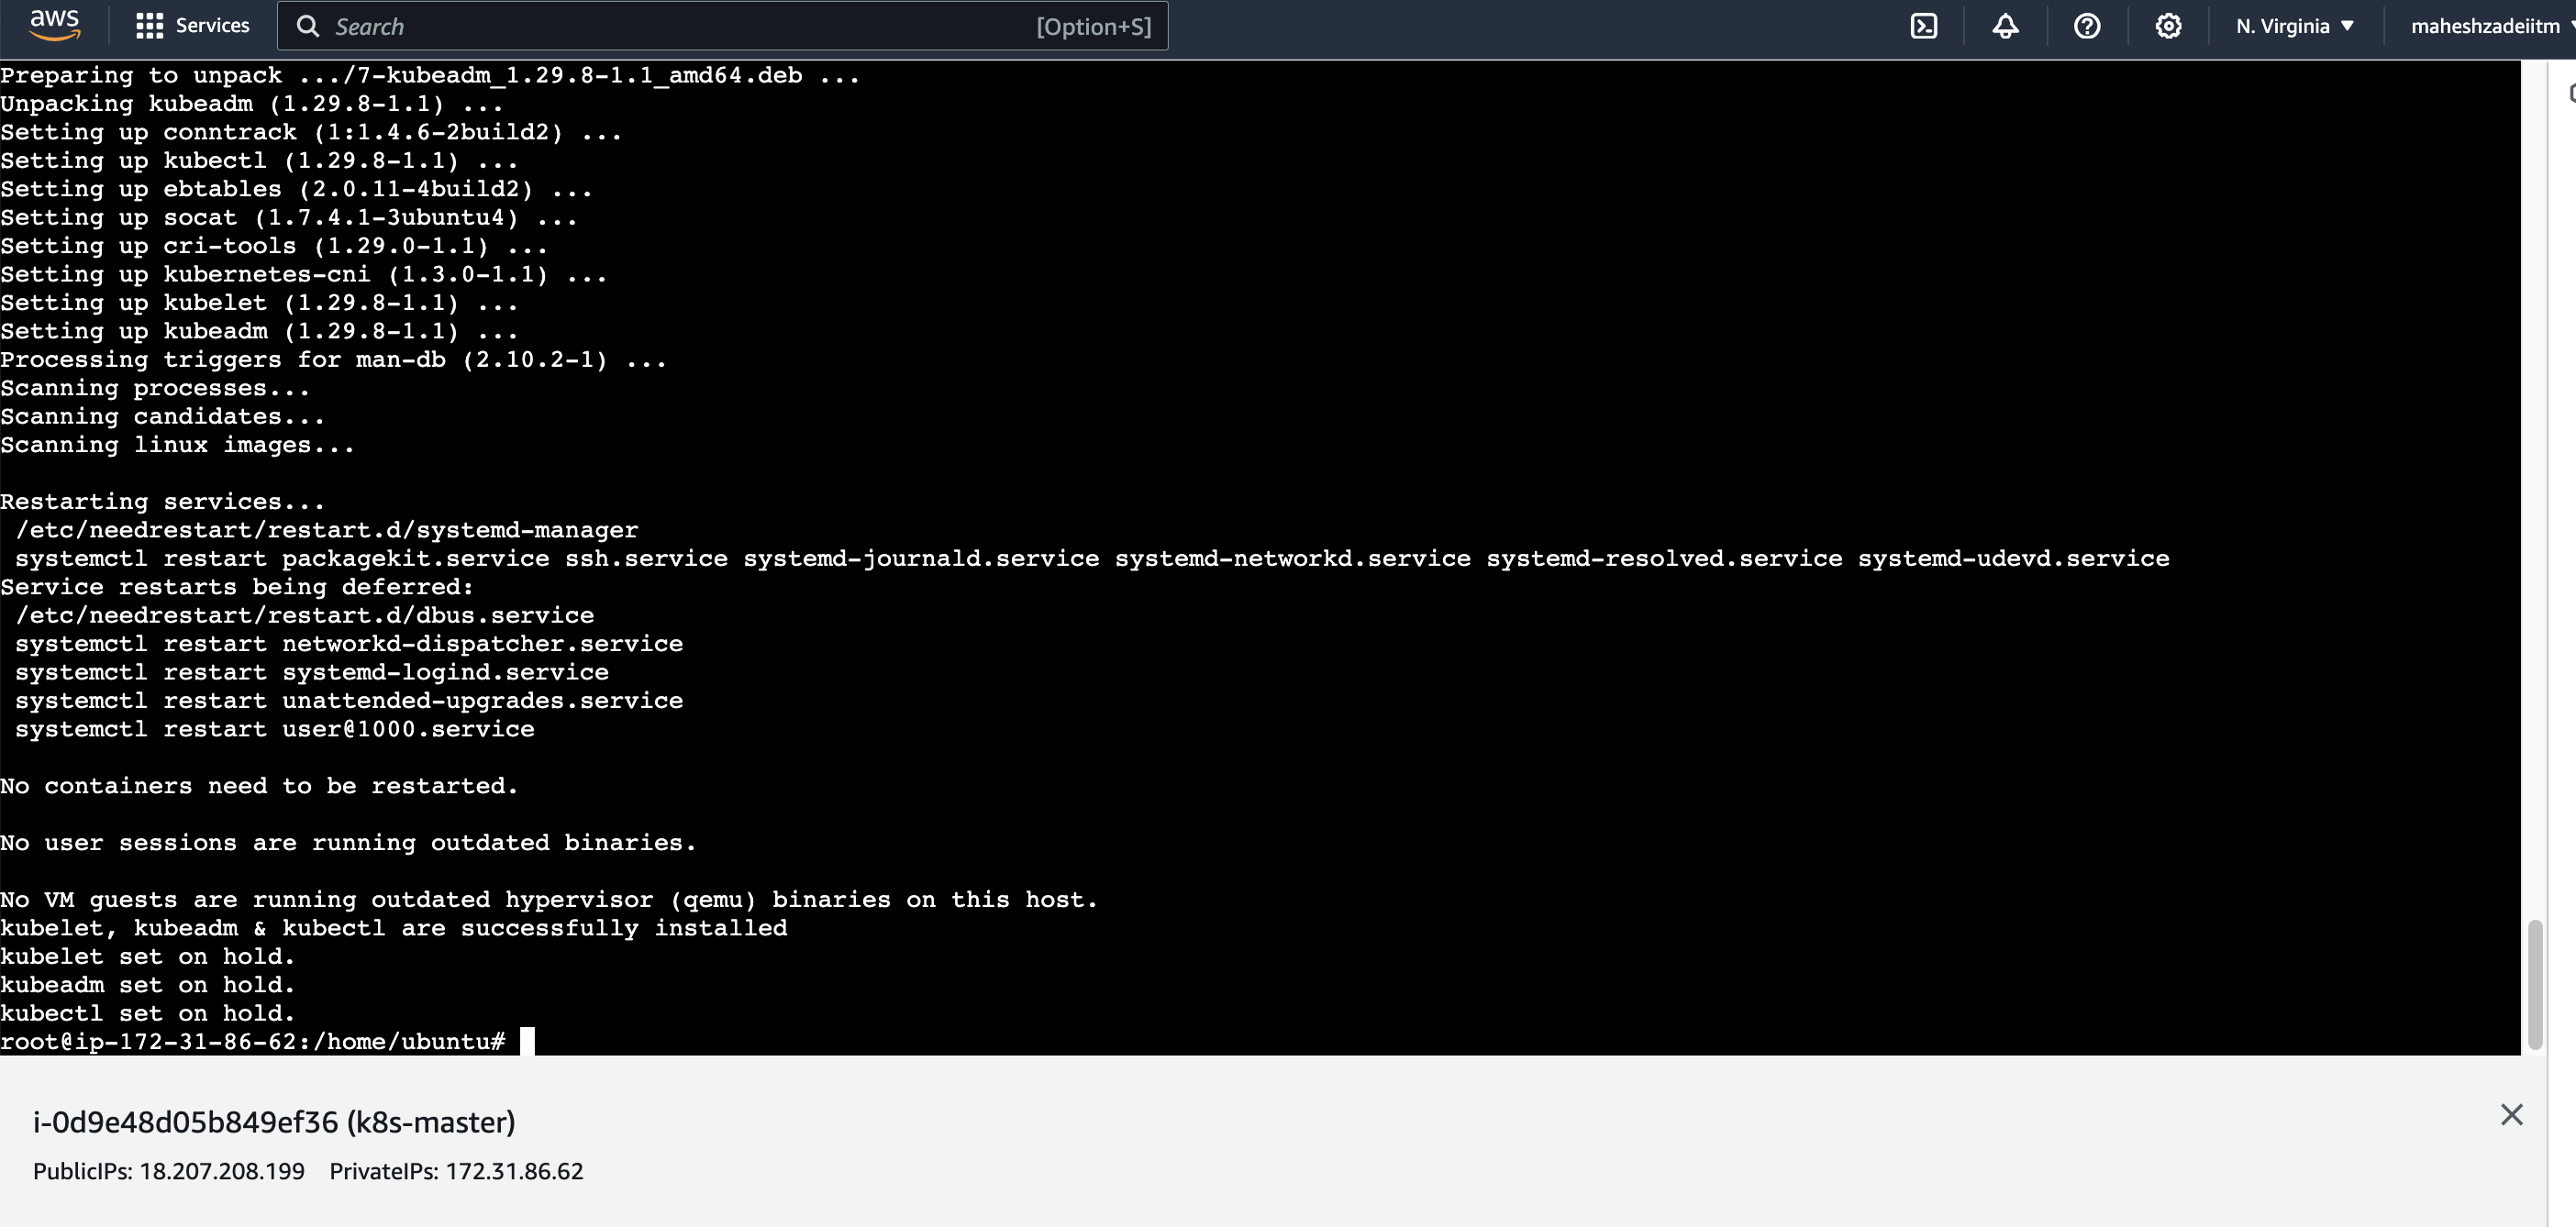 aws Services Search [Option+S] N. Virginia maheshzadeiitm
Preparing to unpack .../7-kubeadm_1.29.8-1.1_amd64.deb ...
Unpacking kubeadm (1.29.8-1.1) ...
Setting up conntrack (1:1.4.6-2build2) ...
Setting up kubectl (1.29.8-1.1) ...
Setting up ebtables (2.0.11-4build2) ...
Setting up socat (1.7.4.1-3ubuntu4) ...
Setting up cri-tools (1.29.0-1.1) ...
Setting up kubernetes-cni (1.3.0-1.1) ...
Setting up kubelet (1.29.8-1.1) ...
Setting up kubeadm (1.29.8-1.1) ...
Processing triggers for man-db (2.10.2-1) ...
Scanning processes...
Scanning candidates...
Scanning linux images...
Restarting services...
/etc/needrestart/restart.d/systemd-manager
systemctl restart packagekit.service ssh.service systemd-journald.service systemd-networkd.service systemd-resolved.service systemd-udevd.service
Service restarts being deferred:
/etc/needrestart/restart.d/dbus.service
systemctl restart networkd-dispatcher.service
systemctl restart systemd-logind.service
systemctl restart unattended-upgrades.service
systemctl restart user@1000.service
No containers need to be restarted.
No user sessions are running outdated binaries.
No VM guests are running outdated hypervisor (qemu) binaries on this host.
kubelet, kubeadm & kubectl are successfully installed
kubelet set on hold.
kubeadm set on hold.
kubectl set on hold.
root@ip-172-31-86-62:/home/ubuntu#
i-0d9e48d05b849ef36 (k8s-master)
PublicIPs: 18.207.208.199 PrivateIPs: 172.31.86.62